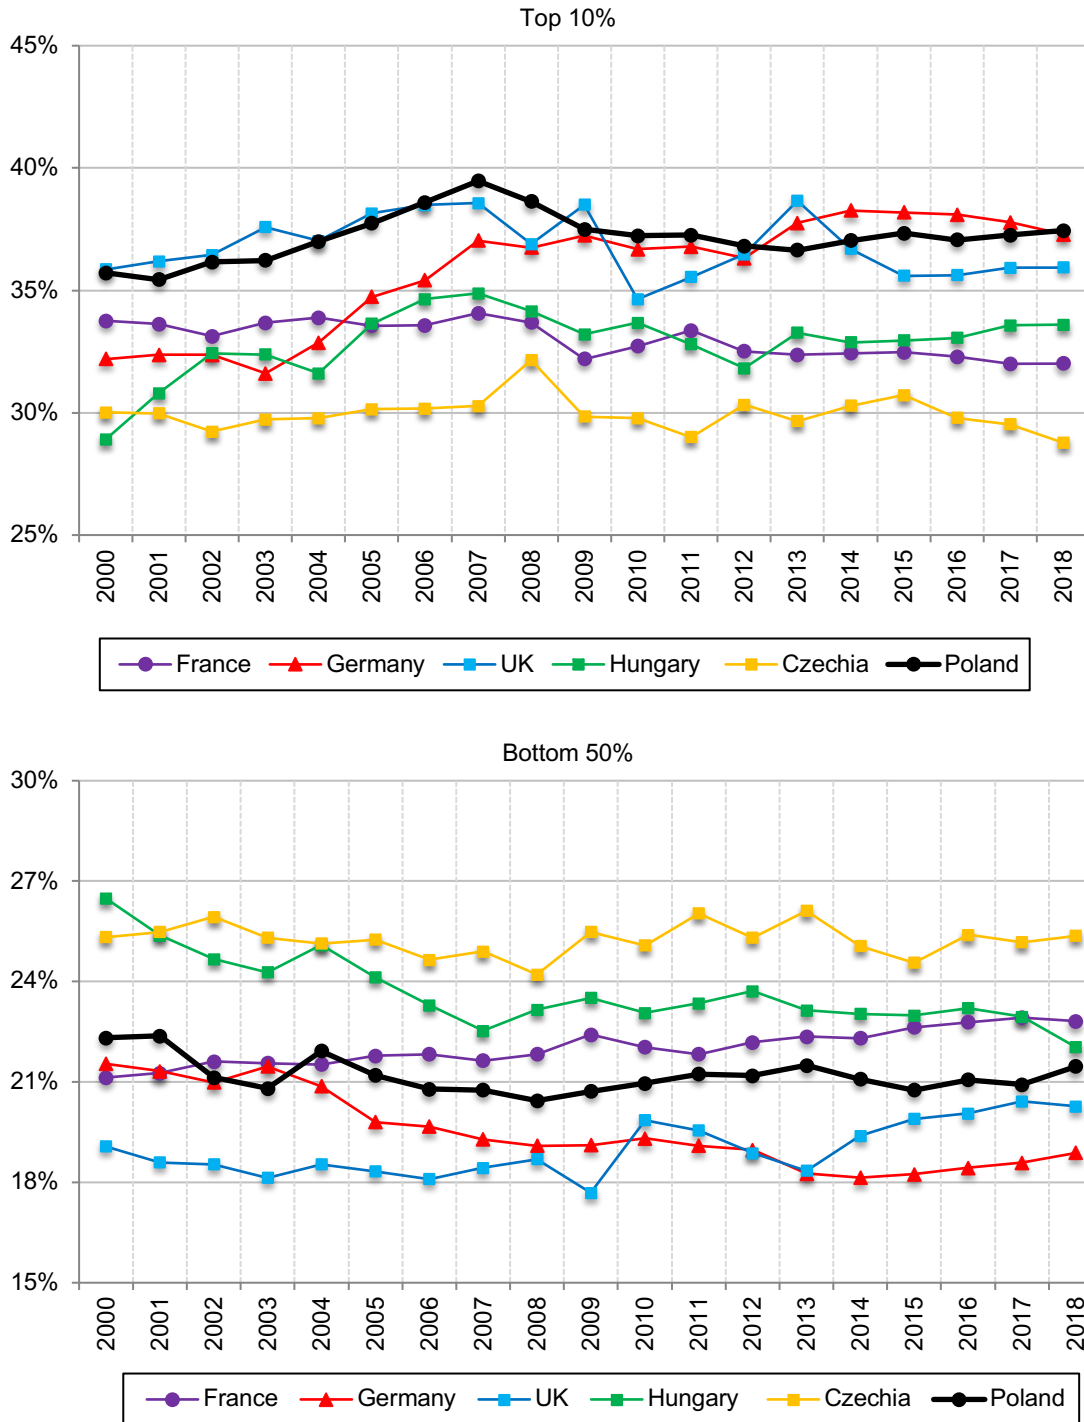 Top 10%
45%
40%
35%
30%
25%
2000 2001 2002 2003 2004 2005 2006 2007 2008 2009 2010 2011 2012 2013 2014 2015 2016 2017 2018
France Germany UK Hungary Czechia Poland
Bottom 50%
30%
27%
24%
21%
18%
15%
2000 2001 2002 2003 2004 2005 2006 2007 2008 2009 2010 2011 2012 2013 2014 2015 2016 2017 2018
France Germany UK Hungary Czechia Poland